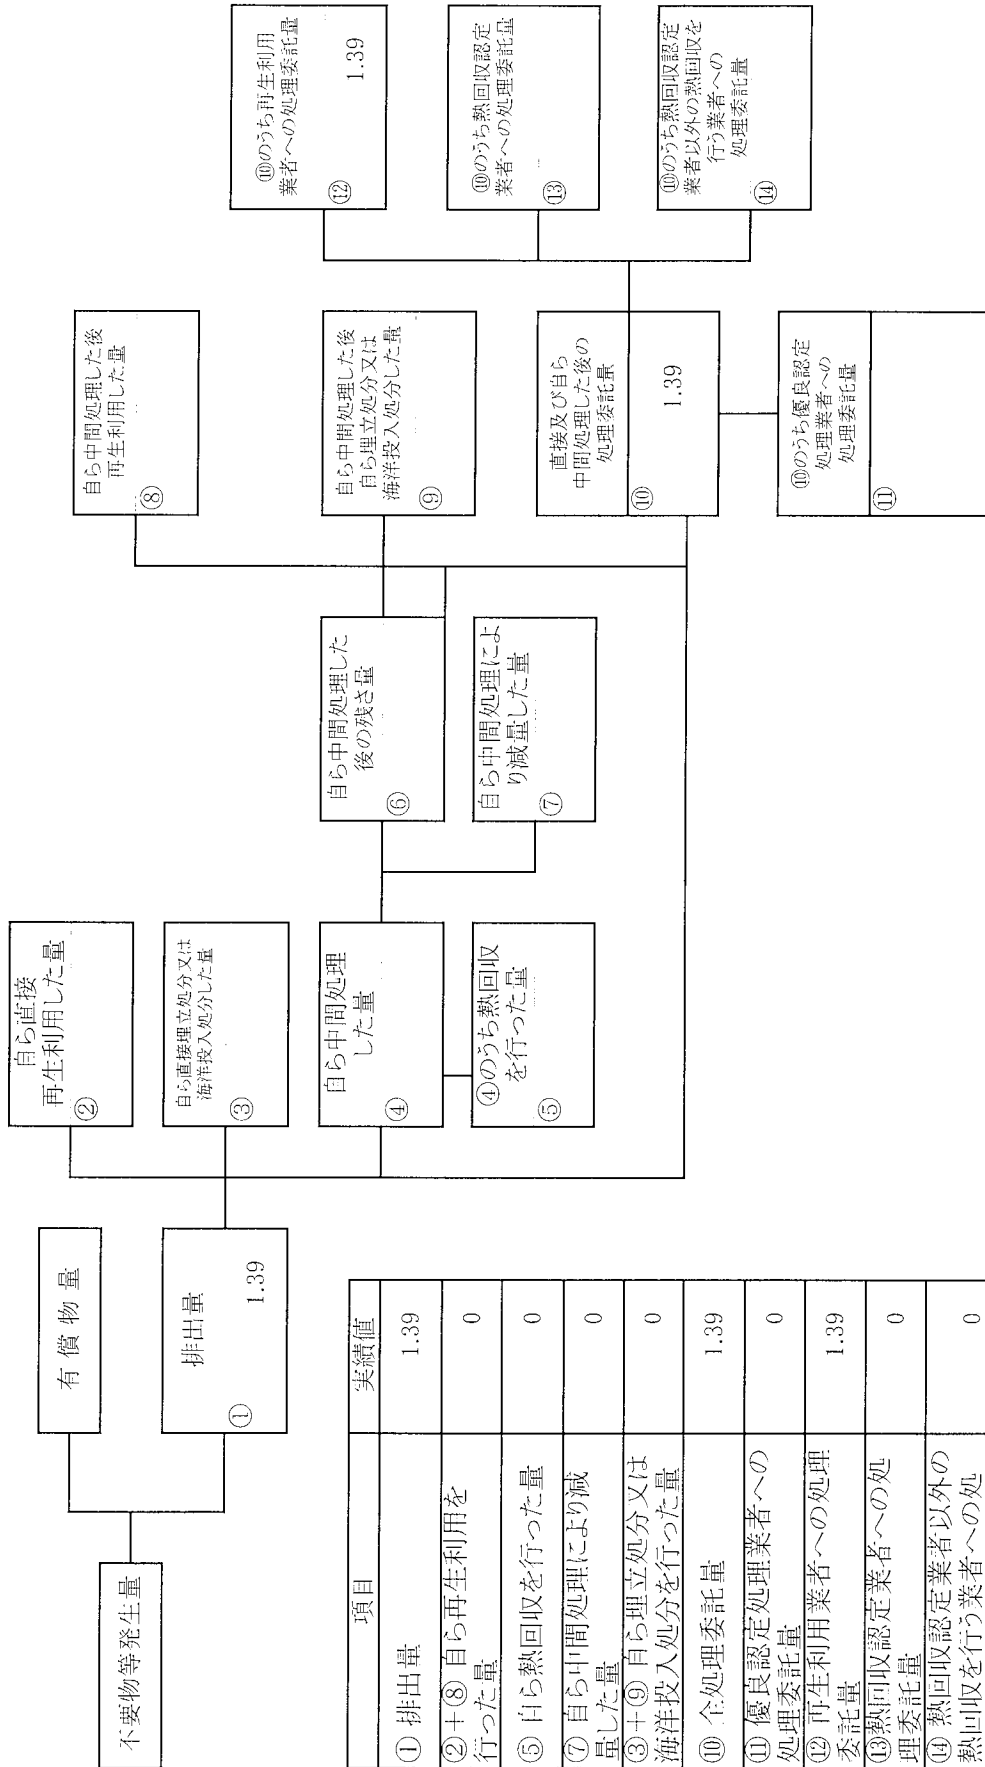 不要物等発生量
有償物量
排出量
①
1.39
自ら直接
再生利用した量
②
自ら直接埋立処分又は
海洋投入処分した量
③
自ら中間処理
した量
④
④のうち熱回収
を行った量
⑤
自ら中間処理した
後の残さ量
⑥
自ら中間処理によ
り減量した量
⑦
自ら中間処理した後
再生利用した量
⑧
自ら中間処理した後
自ら埋立処分又は
海洋投入処分した量
⑨
直接及び自ら
中間処理した後の
処理委託量
⑩
1.39
⑩のうち優良認定
処理業者への
処理委託量
⑪
⑩のうち再生利用
業者への処理委託量
⑫
1.39
⑩のうち熱回収認定
業者への処理委託量
⑬
⑩のうち熱回収認定
業者以外の熱回収を
行う業者への
処理委託量
⑭
項目 実績値
① 排出量 1.39
②+⑧ 自ら再生利用を
行った量 0
⑤ 自ら熱回収を行った量 0
⑦ 自ら中間処理により減
量した量 0
③+⑨ 自ら埋立処分又は
海洋投入処分を行った量 0
⑩ 全処理委託量 1.39
⑪ 優良認定処理業者への
処理委託量 0
⑫ 再生利用業者への処理
委託量 1.39
⑬熱回収認定業者への処
理委託量 0
⑭ 熱回収認定業者以外の
熱回収を行う業者への処 0